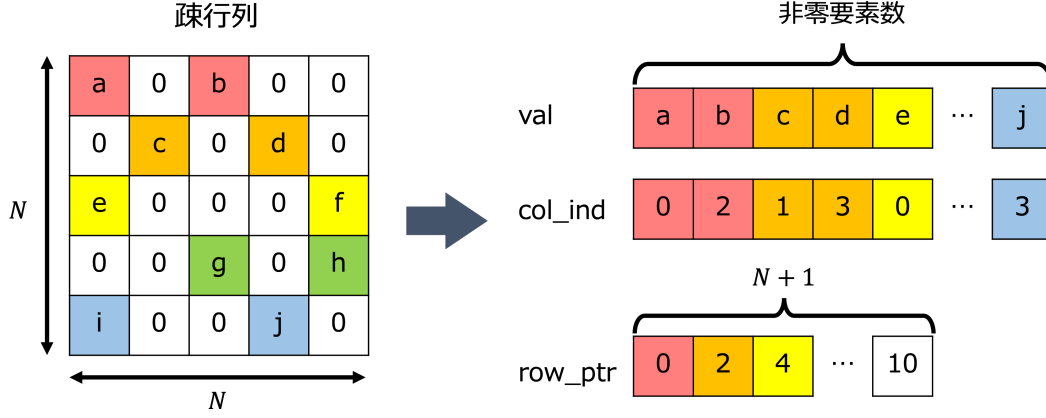 疎行列
a 0 b 0 0
0 c 0 d 0
e 0 0 0 f
0 0 g 0 h
i 0 0 j 0
N
N
非零要素数
val a b c d e … j
col_ind 0 2 1 3 0 … 3
N + 1
row_ptr 0 2 4 … 10